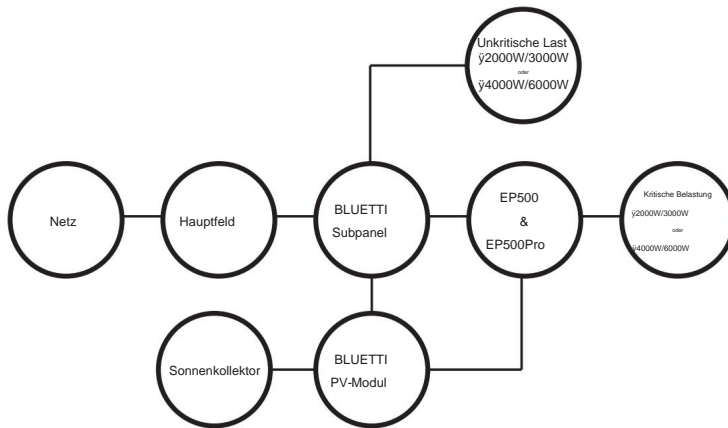 Unkritische Last
ÿ2000W/3000W
oder
ÿ4000W/6000W
Netz
Hauptfeld
BLUETTI
Subpanel
EP500
&
EP500Pro
Kritische Belastung
ÿ2000W/3000W
oder
ÿ4000W/6000W
Sonnenkollektor
BLUETTI
PV-Modul